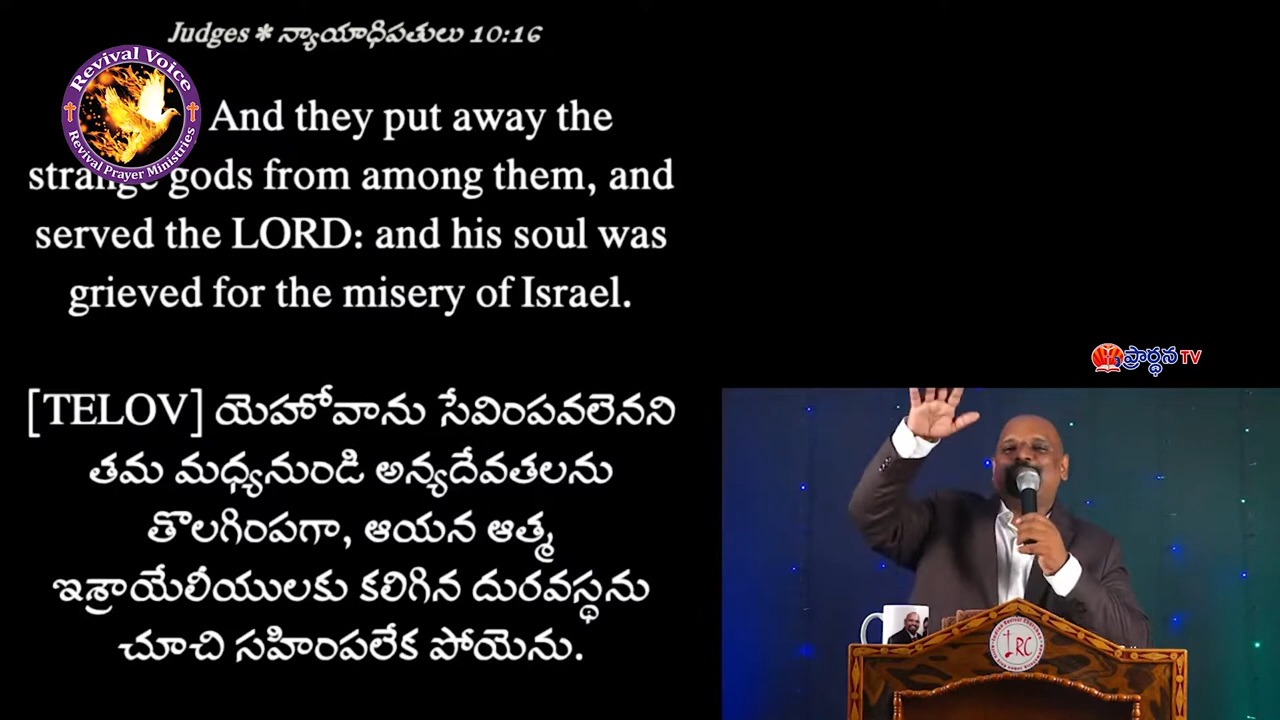 Judges * న్యాయాధిపతులు 10:16
Revival Voice
Revival Prayer Ministries
And they put away the
strange gods from among them, and
served the LORD: and his soul was
grieved for the misery of Israel.
[TELOV] యెహోవాను సేవింపవలెనని
తమ మధ్యనుండి అన్యదేవతలను
తొలగింపగా, ఆయన ఆత్మ
ఇశ్రాయేలీయులకు కలిగిన దురవస్థను
చూచి సహింపలేక పోయెను.
ప్రార్థన TV
RC